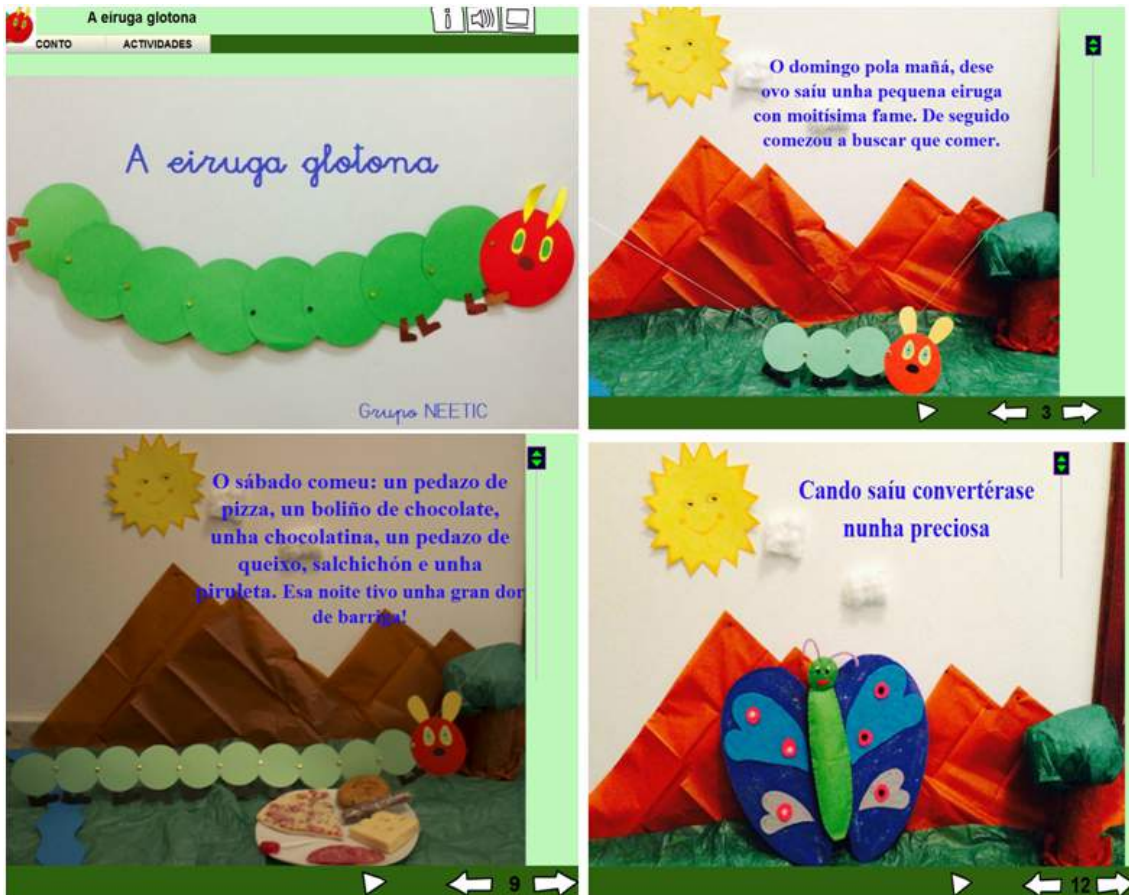 A eiruga glotona
CONTO ACTIVIDADES
A eiruga glotona
Grupo NEETIC
O domingo pola mañá, dese
ovo saíu unha pequena eiruga
con moitísima fame. De seguido
comezou a buscar que comer.
3
O sábado comeu: un pedazo de
pizza, un boliño de chocolate,
unha chocolatina, un pedazo de
queixo, salchichón e unha
piruleta. Esa noite tivo unha gran dor
de barriga!
9
Cando saíu convertérase
nunha preciosa
12